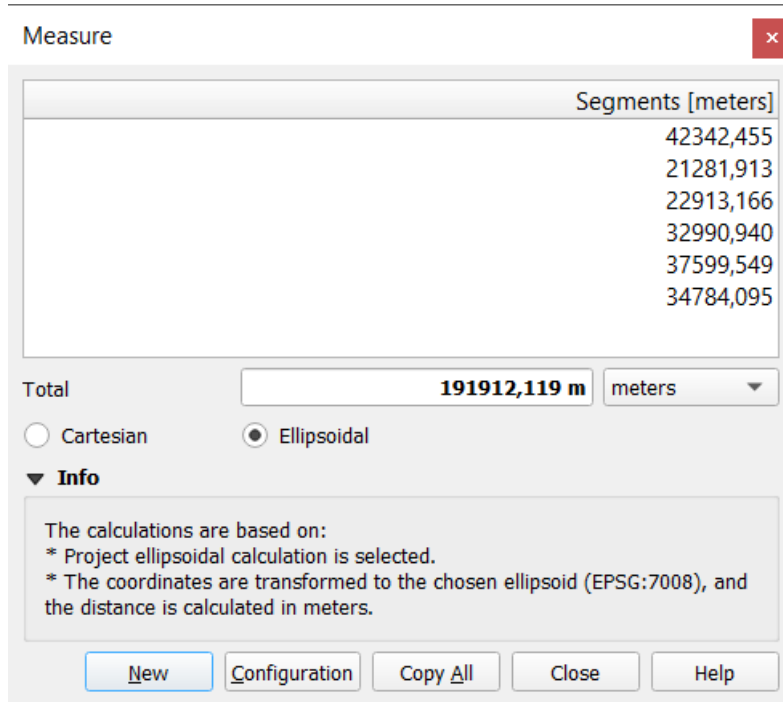 Measure
Segments [meters]
42342,455
21281,913
22913,166
32990,940
37599,549
34784,095
Total 191912,119 m meters
Cartesian Ellipsoidal
Info
The calculations are based on:
* Project ellipsoidal calculation is selected.
* The coordinates are transformed to the chosen ellipsoid (EPSG:7008), and
the distance is calculated in meters.
New Configuration Copy All Close Help